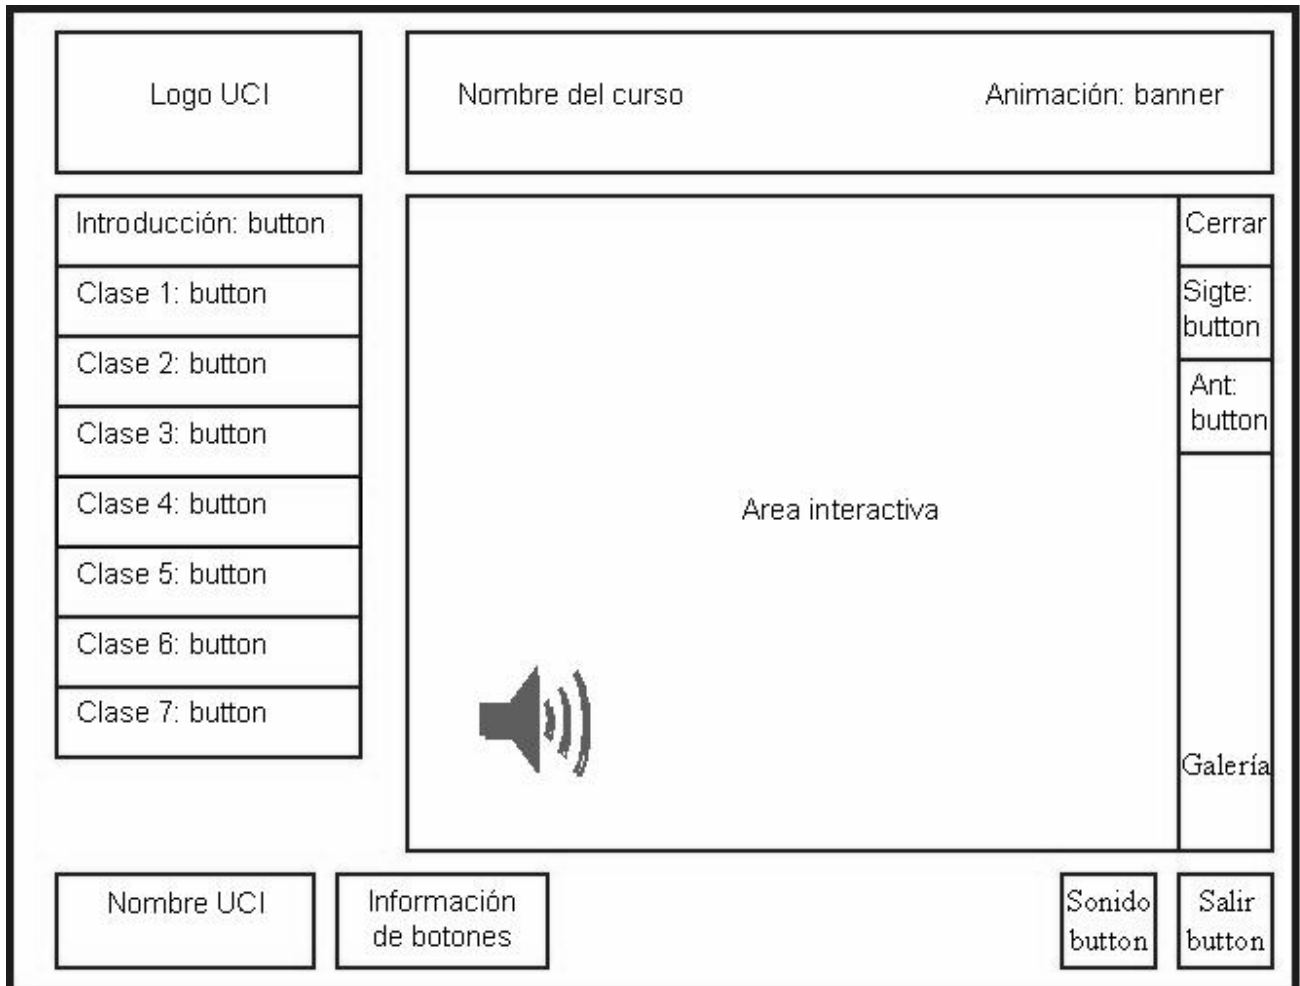 Logo UCI
Nombre del curso
Animación: banner
Introducción: button
Clase 1: button
Clase 2: button
Clase 3: button
Clase 4: button
Clase 5: button
Clase 6: button
Clase 7: button
Area interactiva
Cerrar
Sigte:
button
Ant:
button
Galería
Nombre UCI
Información
de botones
Sonido
button
Salir
button